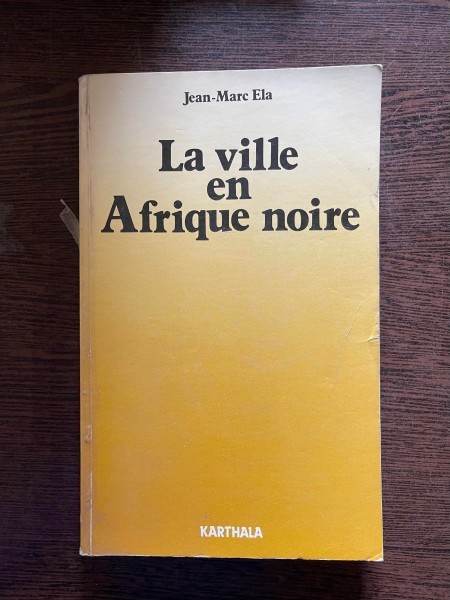 Jean-Marc Ela
La ville
en
Afrique noire
KARTHALA